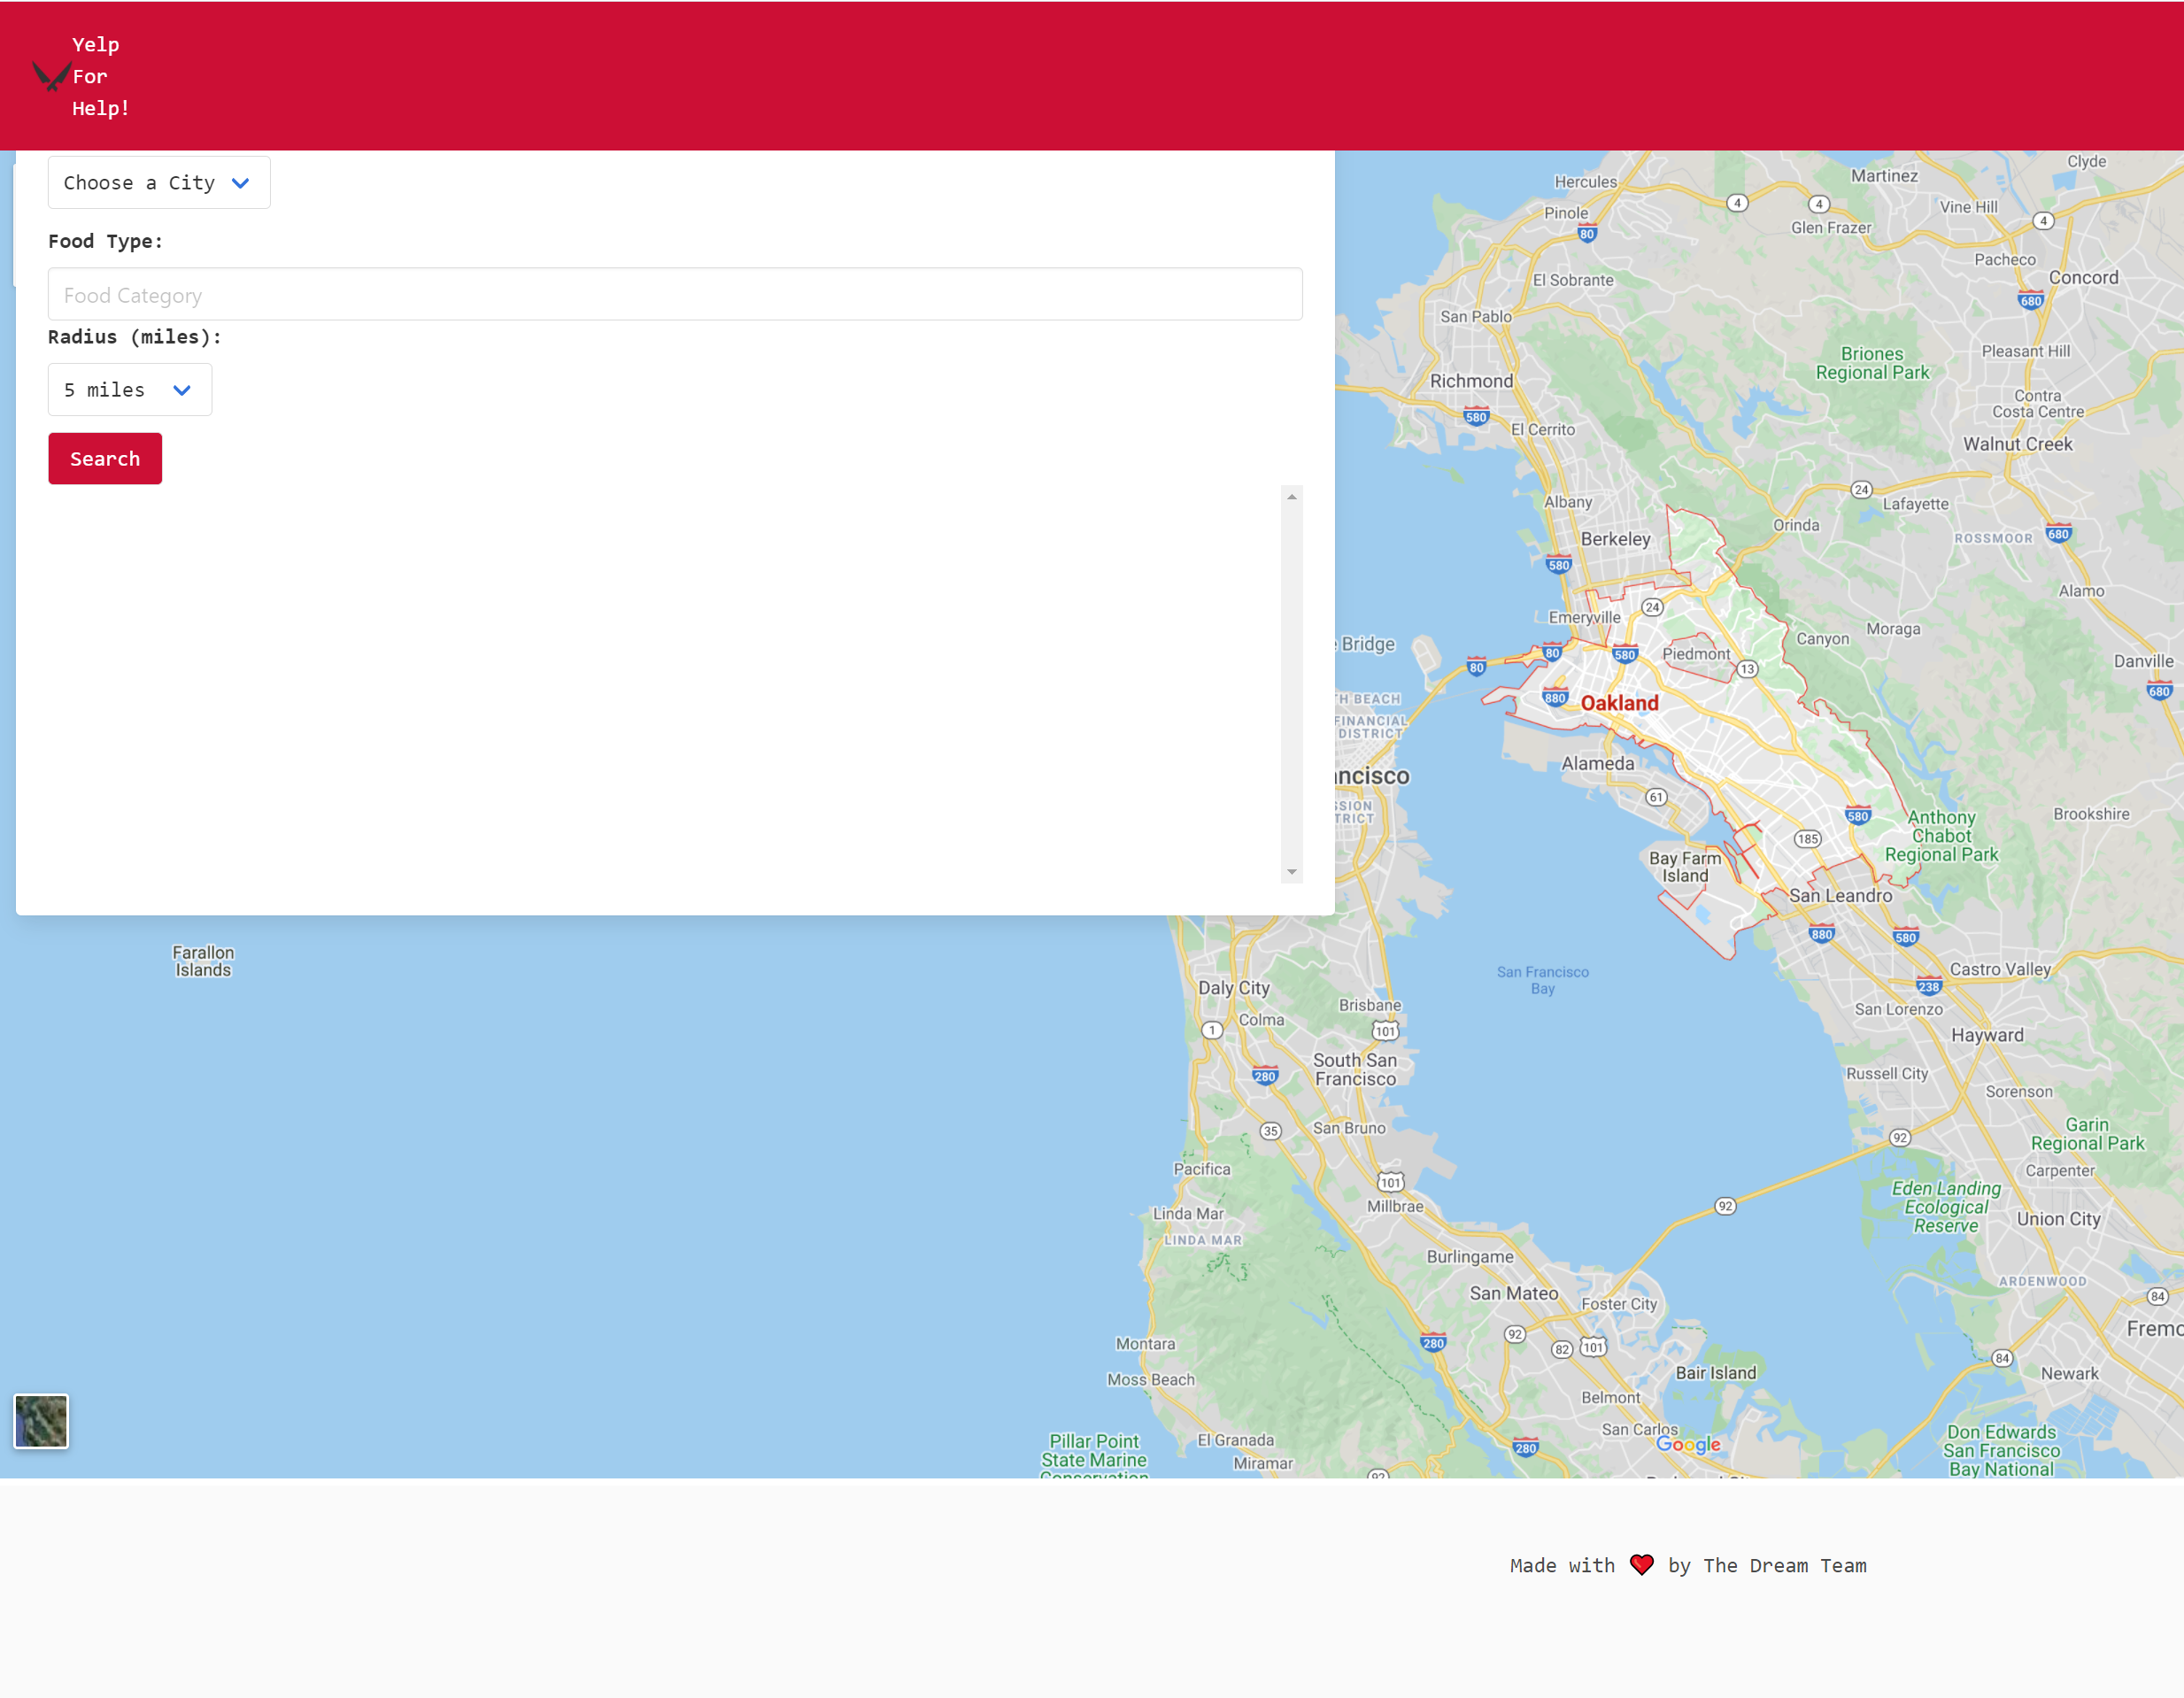 Yelp
For
Help!
Choose a City
Food Type:
Food Category
Radius (miles):
5 miles
Search
Clyde
Hercules
Martinez
Pinole
4
4
Vine Hill
4
80
Glen Frazer
Pacheco
Concord
El Sobrante
680
San Pablo
Briones
Regional Park
Pleasant Hill
Richmond
Contra
Costa Centre
580
El Cerrito
Walnut Creek
24
Albany
Lafayette
Orinda
Berkeley
ROSSMOOR
680
580
Alamo
24
Emeryville
Moraga
Canyon
Bridge
80
80
580
Piedmont
13
Danville
880
680
Oakland
H BEACH
FINANCIAL
DISTRICT
Alameda
ncisco
61
SSION
TRICT
580
Brookshire
Anthony
Chabot
Regional Park
185
Bay Farm
Island
San Leandro
880
580
Farallon
Islands
San Francisco
Bay
Castro Valley
238
Daly City
Brisbane
San Lorenzo
1
Colma
101
Hayward
South San
Francisco
280
Russell City
Sorenson
35
San Bruno
92
Garin
Regional Park
Pacifica
Carpenter
101
Eden Landing
Ecological
Reserve
Millbrae
92
Linda Mar
Union City
LINDA MAR
Burlingame
ARDENWOOD
San Mateo
Foster City
84
Fremo
92
280
82
101
Montara
84
Bair Island
Newark
Moss Beach
Belmont
San Carlos
Google
280
El Granada
Pillar Point
State Marine
Conservation
Miramar
92
Don Edwards
San Francisco
Bay National
Made with ❤ by The Dream Team